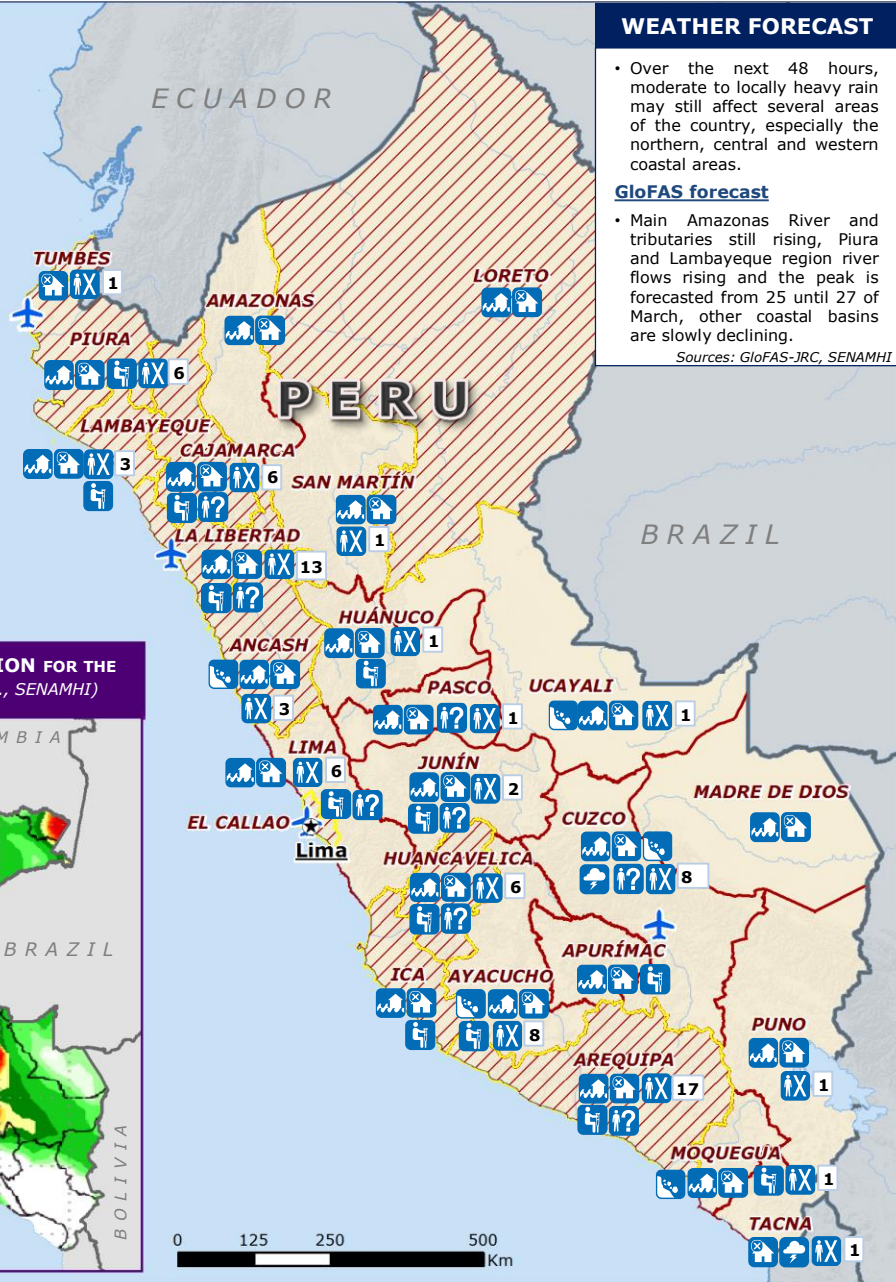 WEATHER FORECAST
• Over the next 48 hours,
moderate to locally heavy rain
may still affect several areas
of the country, especially the
northern, central and western
coastal areas.
GloFAS forecast
• Main Amazonas River and
tributaries still rising, Piura
and Lambayeque region river
flows rising and the peak is
forecasted from 25 until 27 of
March, other coastal basins
are slowly declining.
Sources: GloFAS-JRC, SENAMHI
ECUADOR
TUMBES
1
AMAZONAS
LORETO
PIURA
6
PERU
LAMBAYEQUE
3
CAJAMARCA
6
?
SAN MARTÍN
1
BRAZIL
LA LIBERTAD
13
?
HUÁNUCO
1
ANCASH
3
PASCO
? 1
UCAYALI
1
LIMA
6
?
JUNÍN
2
?
MADRE DE DIOS
CUZCO
? 8
EL CALLAO
Lima
HUANCAVELICA
6
?
APURÍMAC
ICA
AYACUCHO
8
PUNO
1
AREQUIPA
17
?
MOQUEGUA
1
TACNA
1
ION FOR THE
., SENAMHI)
MBIA
BRAZIL
BOLIVIA
0 125 250 500
Km